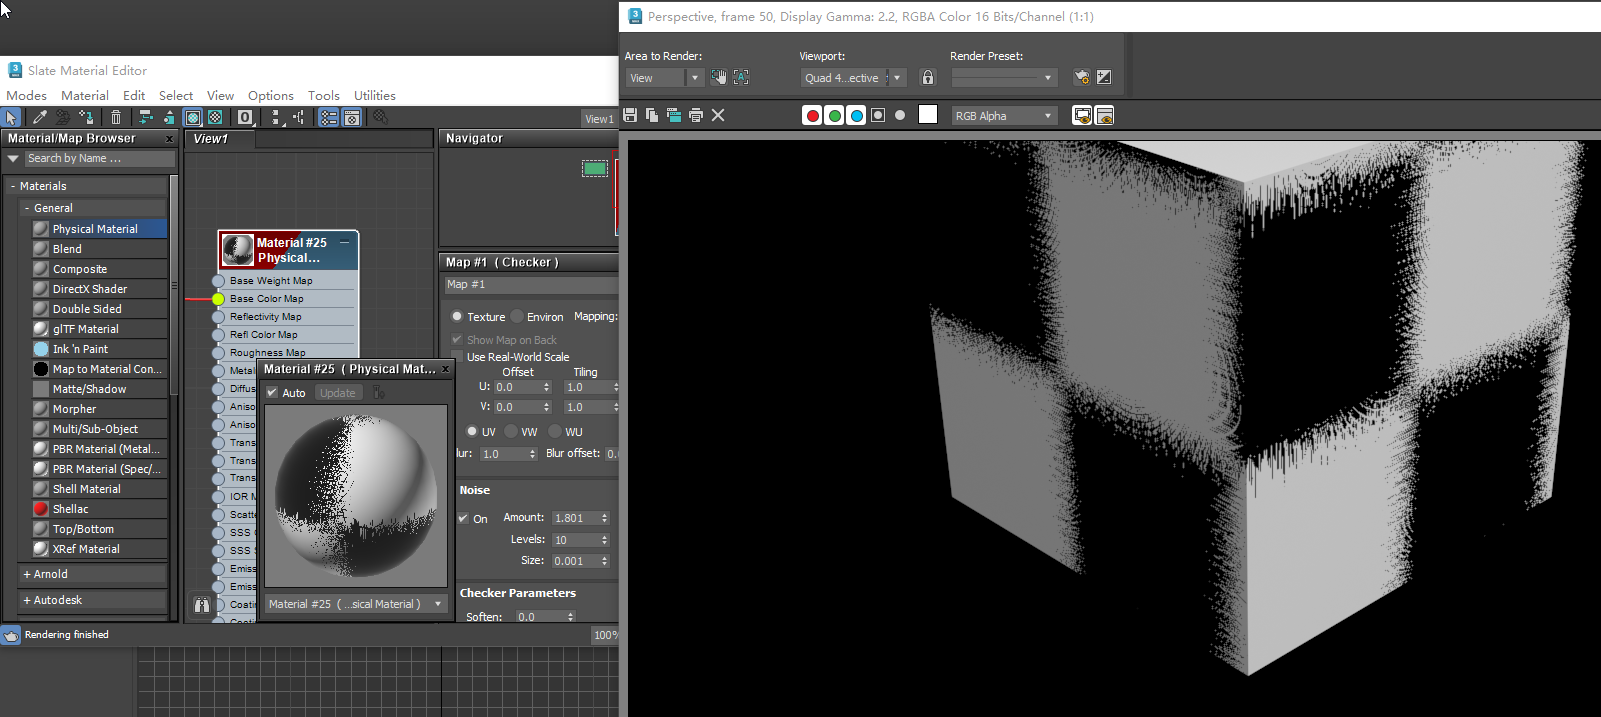 Perspective, frame 50, Display Gamma: 2.2, RGBA Color 16 Bits/Channel (1:1)
Area to Render:
Viewport:
Render Preset:
View
Quad 4...ective
RGB Alpha
Slate Material Editor
Modes Material Edit Select View Options Tools Utilities
View1
Material/Map Browser
Search by Name ...
- Materials
- General
Physical Material
Blend
Composite
DirectX Shader
Double Sided
glTF Material
Ink 'n Paint
Map to Material Con...
Matte/Shadow
Morpher
Multi/Sub-Object
PBR Material (Metal...
PBR Material (Spec/...
Shell Material
Shellac
Top/Bottom
XRef Material
+ Arnold
+ Autodesk
Rendering finished
View1
Material #25
Physical...
Base Weight Map
Base Color Map
Reflectivity Map
Refl Color Map
Roughness Map
Metal
Diffu
Aniso
Aniso
Trans
Trans
Trans
IOR M
Scatte
SSS
SSS
Emiss
Emiss
Coati
Material #25 ( Physical Mat...
Auto
Update
Material #25 ( ...sical Material )
Navigator
Map #1 ( Checker )
Map #1
Texture Environ Mapping:
Show Map on Back
Use Real-World Scale
Offset Tiling
U: 0.0 1.0
V: 0.0 1.0
UV VW WU
lur: 1.0 Blur offset: 0.
Noise
On Amount: 1.801
Levels: 10
Size: 0.001
Checker Parameters
Soften: 0.0
100%